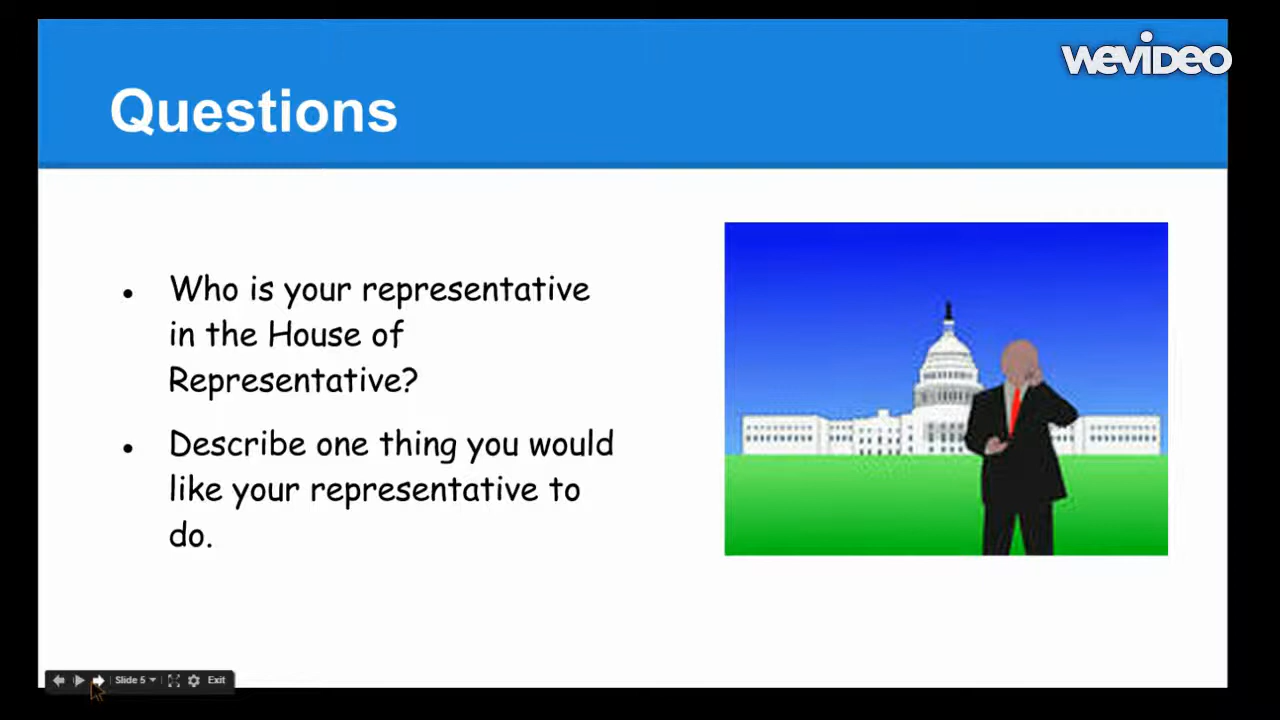 WEVIDEO
Questions
• Who is your representative
in the House of
Representative?
• Describe one thing you would
like your representative to
do.
Slide 5
Exit